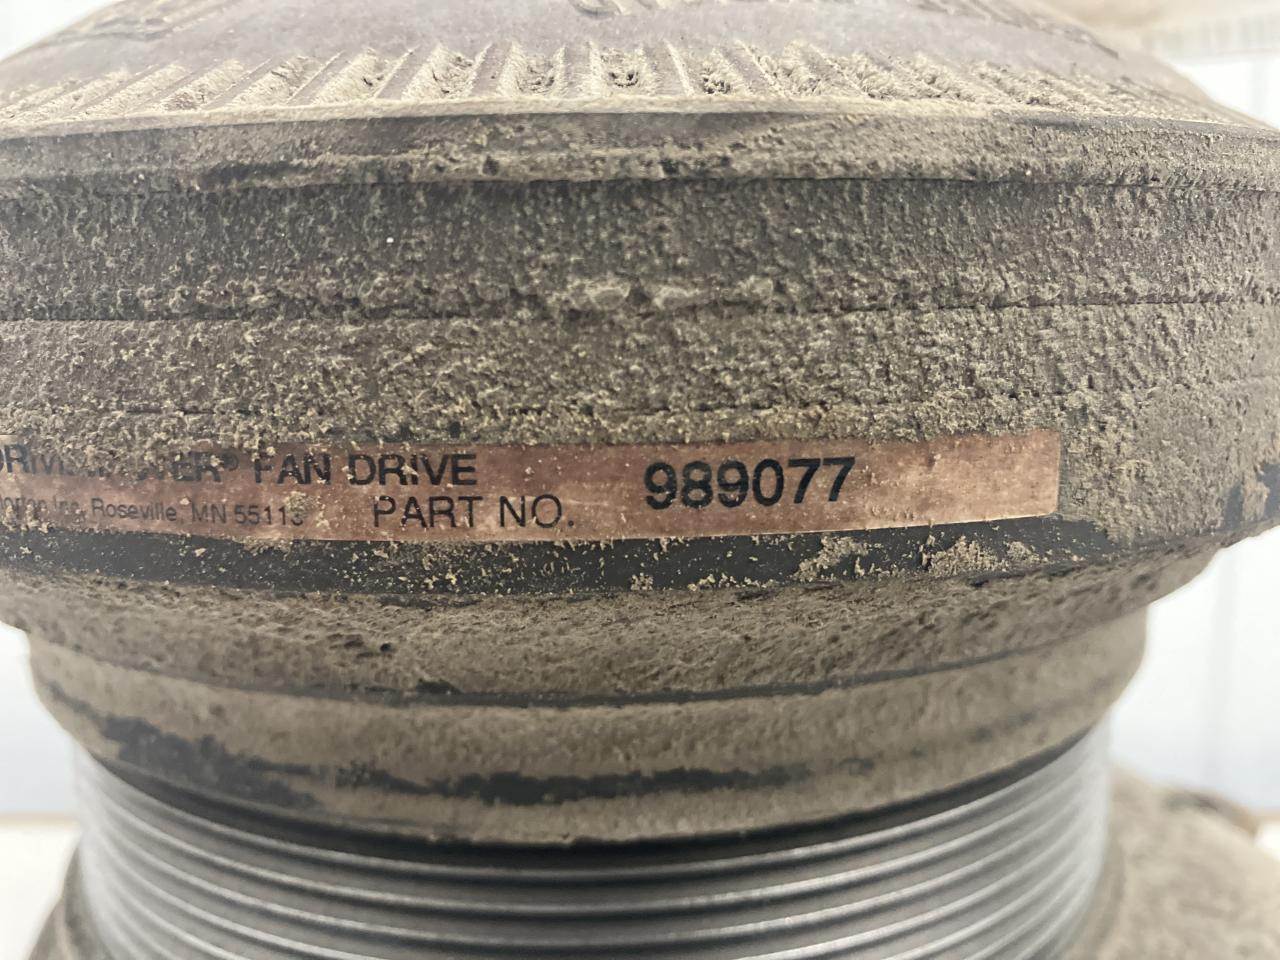 FAN DRIVE 989077
Roseville, MN 55113 PART NO.